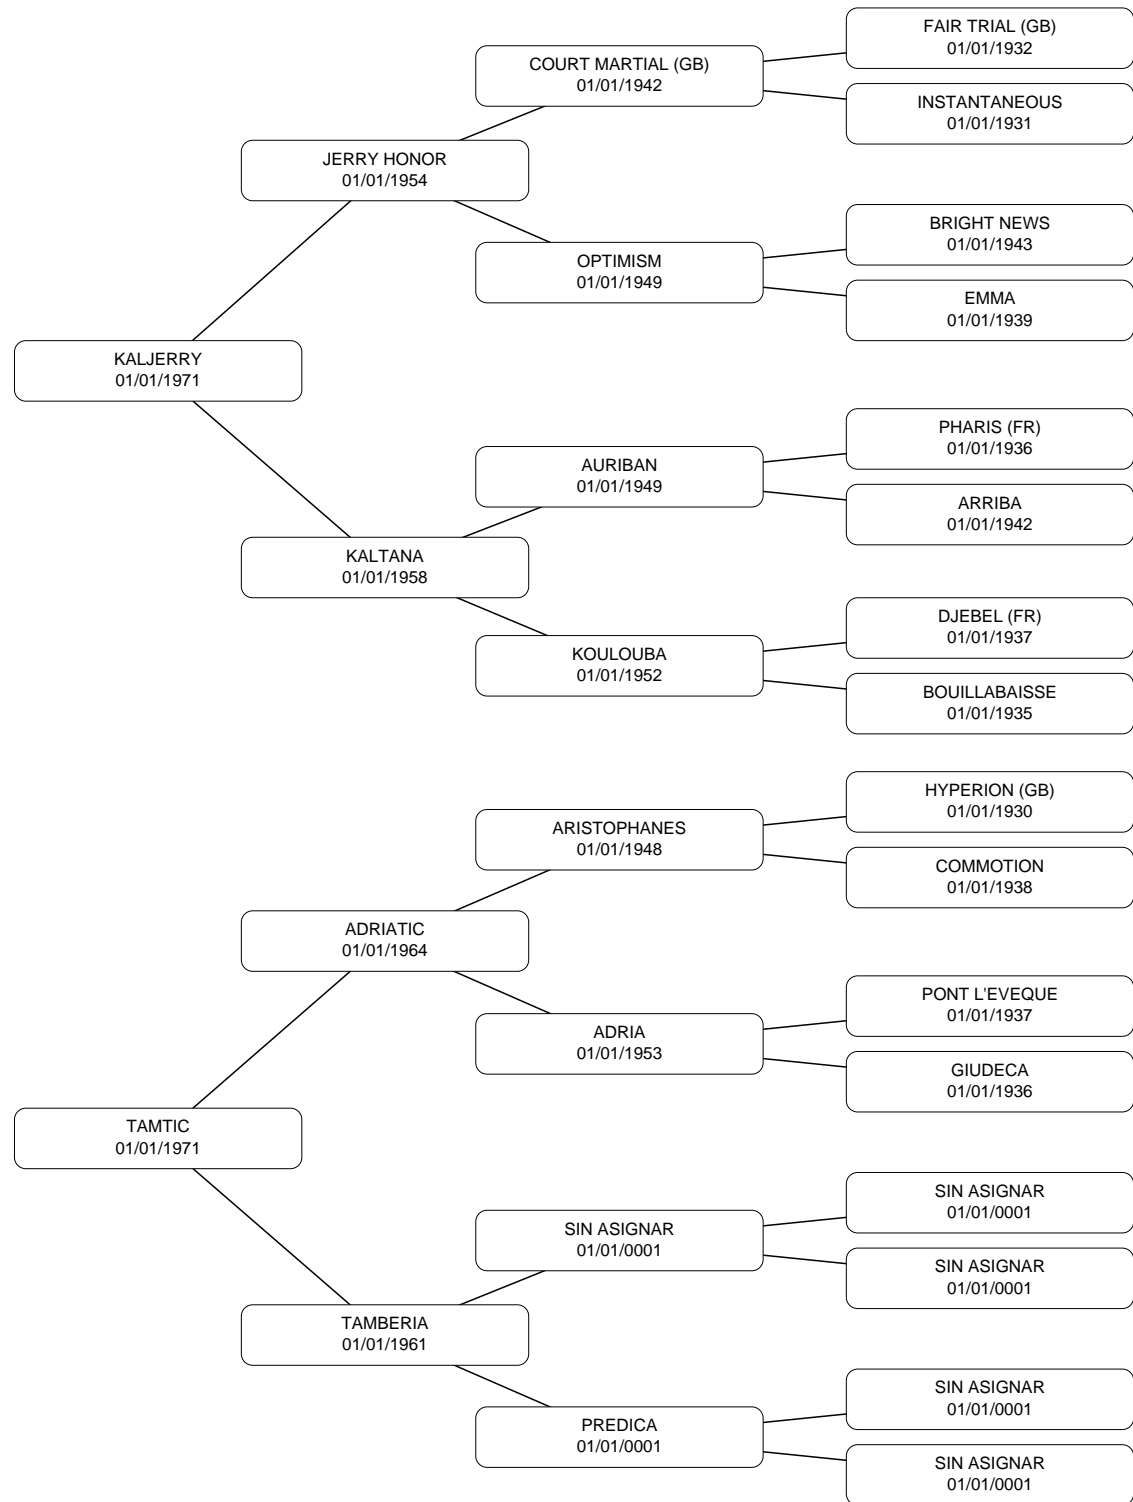 FAIR TRIAL (GB)
01/01/1932
COURT MARTIAL (GB)
01/01/1942
INSTANTANEOUS
01/01/1931
JERRY HONOR
01/01/1954
BRIGHT NEWS
01/01/1943
OPTIMISM
01/01/1949
EMMA
01/01/1939
KALJERRY
01/01/1971
PHARIS (FR)
01/01/1936
AURIBAN
01/01/1949
ARRIBA
01/01/1942
KALTANA
01/01/1958
DJEBEL (FR)
01/01/1937
KOULOUBA
01/01/1952
BOUILLABAISSE
01/01/1935
HYPERION (GB)
01/01/1930
ARISTOPHANES
01/01/1948
COMMOTION
01/01/1938
ADRIATIC
01/01/1964
PONT L'EVEQUE
01/01/1937
ADRIA
01/01/1953
GIUDECA
01/01/1936
TAMTIC
01/01/1971
SIN ASIGNAR
01/01/0001
SIN ASIGNAR
01/01/0001
SIN ASIGNAR
01/01/0001
TAMBERIA
01/01/1961
SIN ASIGNAR
01/01/0001
PREDICA
01/01/0001
SIN ASIGNAR
01/01/0001